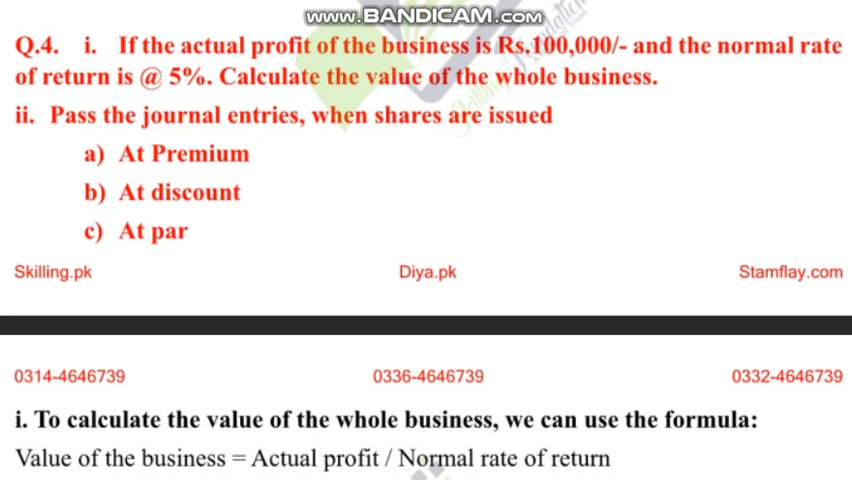 www.BANDICAM.com
Q.4. i. If the actual profit of the business is Rs.100,000/- and the normal rate
of return is @ 5%. Calculate the value of the whole business.
ii. Pass the journal entries, when shares are issued
a) At Premium
b) At discount
c) At par
Skilling.pk Diya.pk Stamflay.com
0314-4646739 0336-4646739 0332-4646739
i. To calculate the value of the whole business, we can use the formula:
Value of the business = Actual profit / Normal rate of return